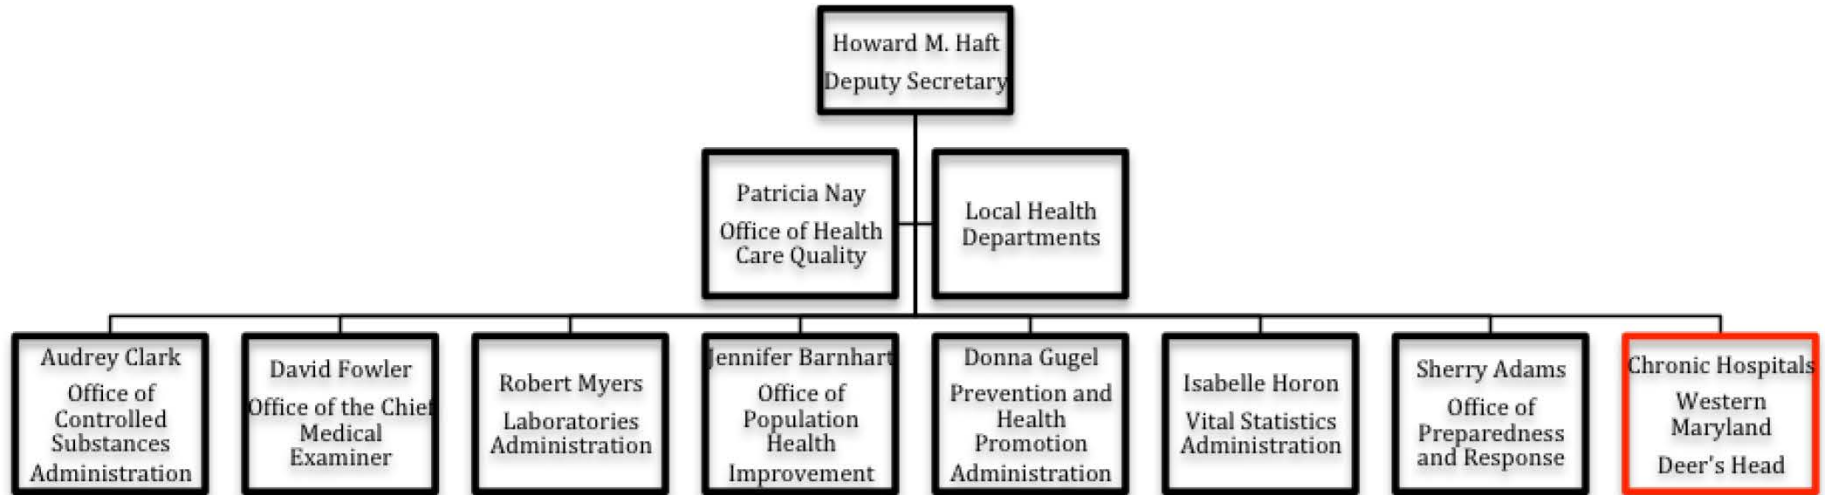 Howard M. Haft
Deputy Secretary
Patricia Nay
Office of Health
Care Quality
Local Health
Departments
Audrey Clark
Office of
Controlled
Substances
Administration
David Fowler
Office of the Chief
Medical
Examiner
Robert Myers
Laboratories
Administration
Jennifer Barnhart
Office of
Population
Health
Improvement
Donna Gugel
Prevention and
Health
Promotion
Administration
Isabelle Horon
Vital Statistics
Administration
Sherry Adams
Office of
Preparedness
and Response
Chronic Hospitals
Western
Maryland
Deer's Head